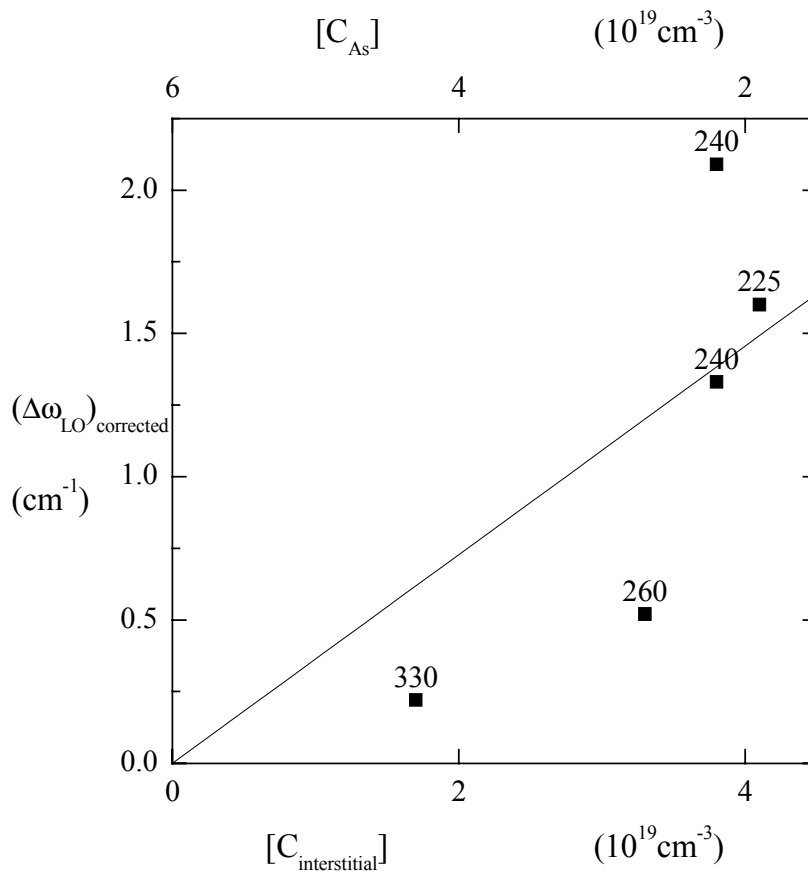 [C_As] (10^19cm^-3)
6 4 2
240
2.0
225
1.5
240
(Δω_LO)_corrected
1.0
(cm^-1)
260
0.5
330
0.0
0 2 4
[C_interstitial] (10^19cm^-3)